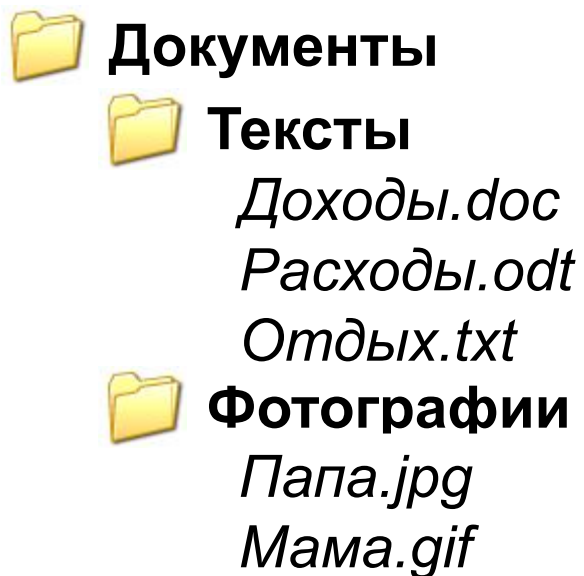 Документы
Тексты
Доходы.doc
Расходы.odt
Отдых.txt
Фотографии
Папа.jpg
Мама.gif